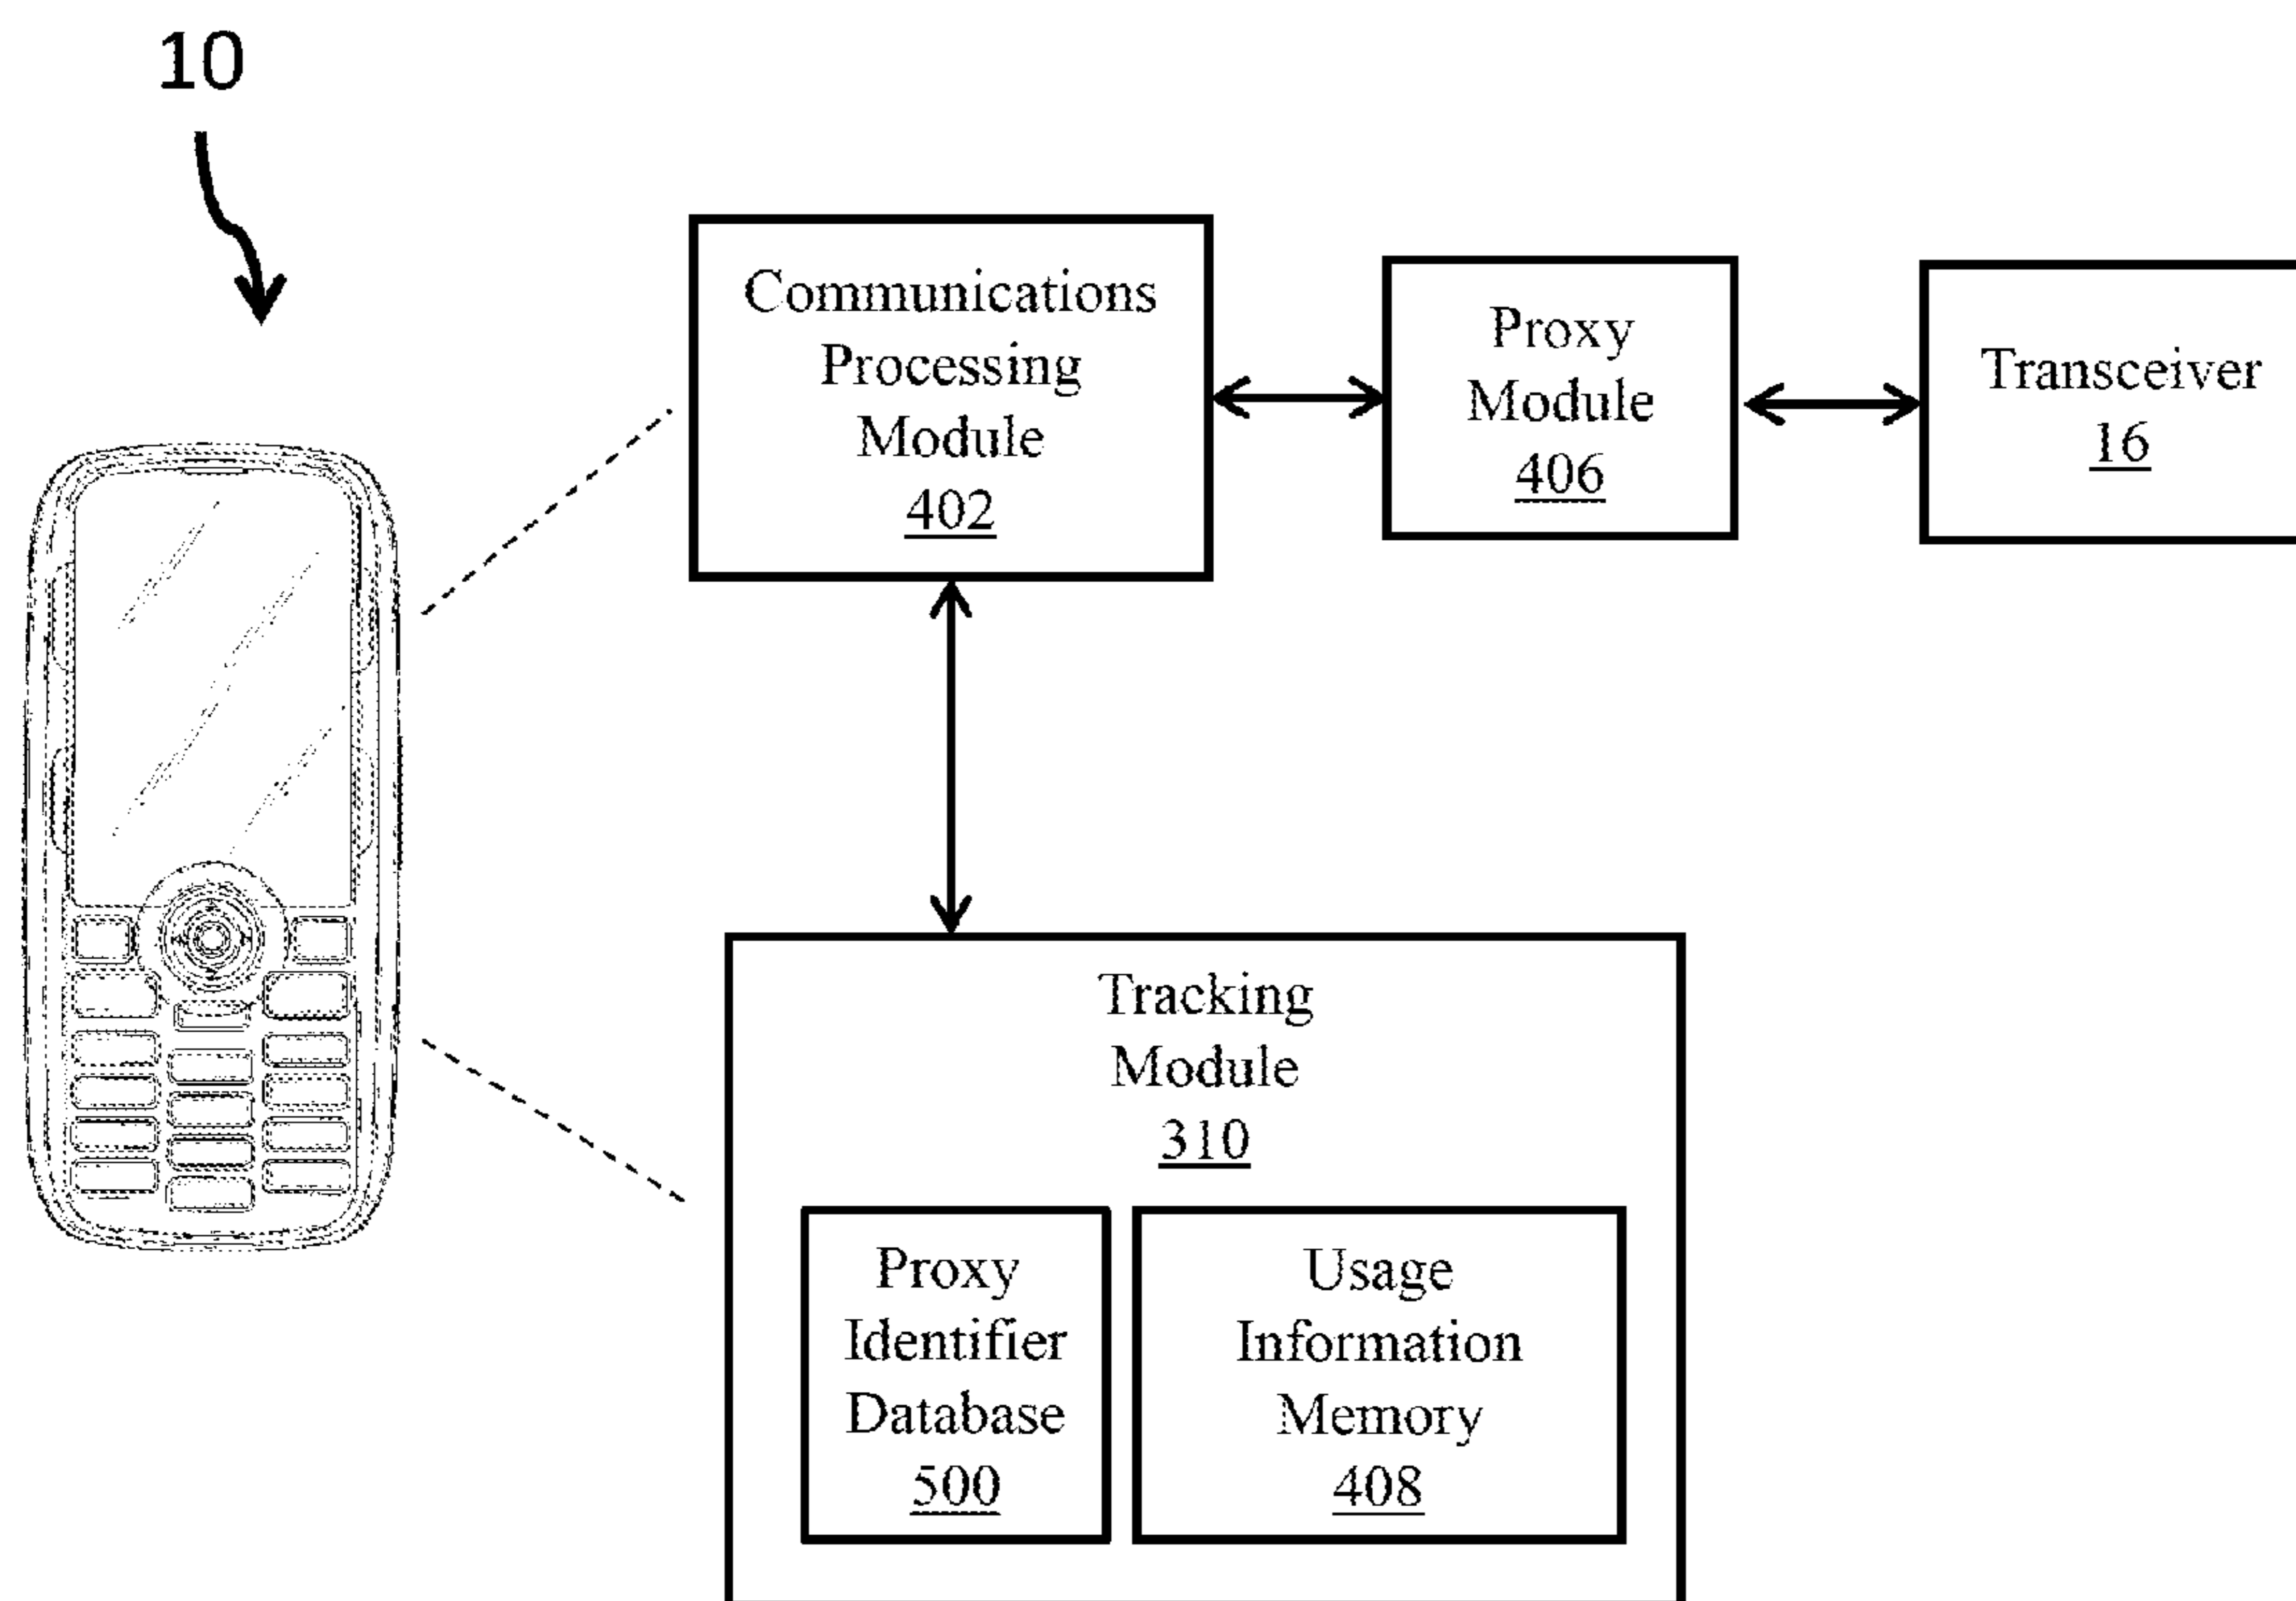 10
Communications
Processing
Module
402
Proxy
Module
406
Transceiver
16
Tracking
Module
310
Proxy
Identifier
Database
500
Usage
Information
Memory
408